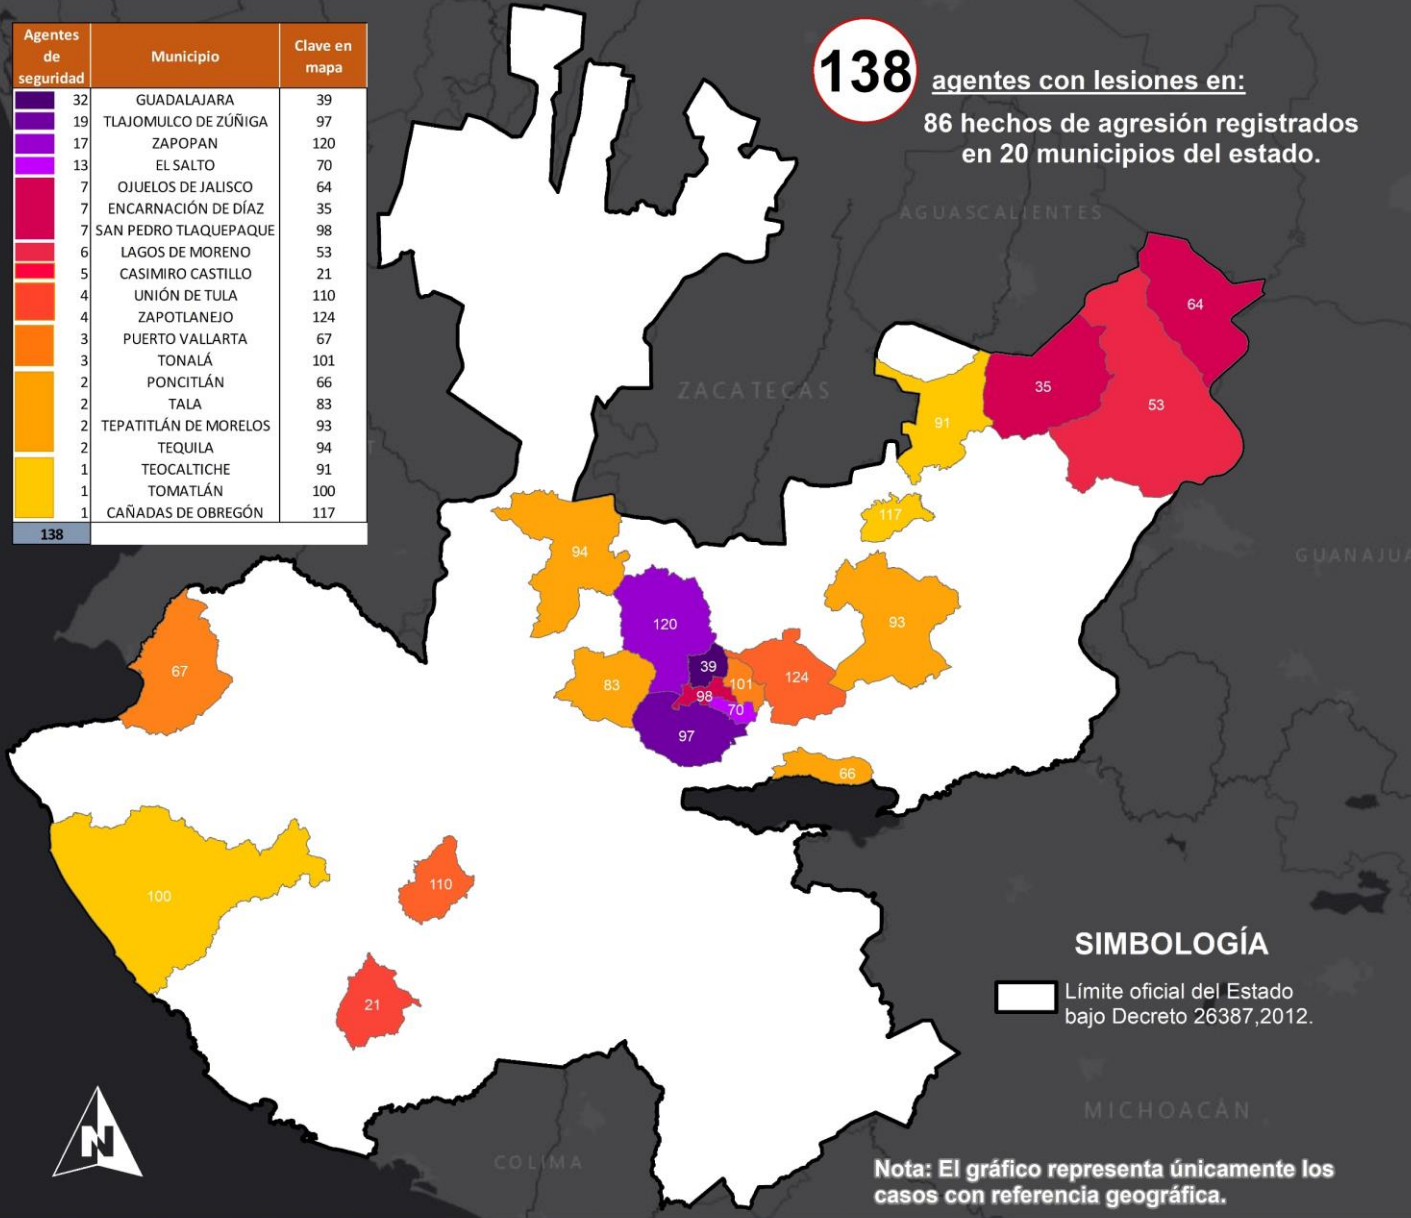 Agentes de seguridad Municipio Clave en mapa
32 GUADALAJARA 39
19 TLAJOMULCO DE ZÚÑIGA 97
17 ZAPOPAN 120
13 EL SALTO 70
7 OJUELOS DE JALISCO 64
7 ENCARNACIÓN DE DÍAZ 35
7 SAN PEDRO TLAQUEPAQUE 98
6 LAGOS DE MORENO 53
5 CASIMIRO CASTILLO 21
4 UNIÓN DE TULA 110
4 ZAPOTLANEJO 124
3 PUERTO VALLARTA 67
3 TONALÁ 101
2 PONCITLÁN 66
2 TALA 83
2 TEPATITLÁN DE MORELOS 93
2 TEQUILA 94
1 TEOCALTICHE 91
1 TOMATLÁN 100
1 CAÑADAS DE OBREGÓN 117
138
138 agentes con lesiones en:
86 hechos de agresión registrados
en 20 municipios del estado.
AGUASCALIENTES
ZACATECAS
GUANAJUA
64
35
53
91
117
94
120
93
67
83
39
98
101
124
70
97
66
100
110
21
SIMBOLOGÍA
Límite oficial del Estado
bajo Decreto 26387,2012.
MICHOACÁN
COLIMA
N
Nota: El gráfico representa únicamente los
casos con referencia geográfica.